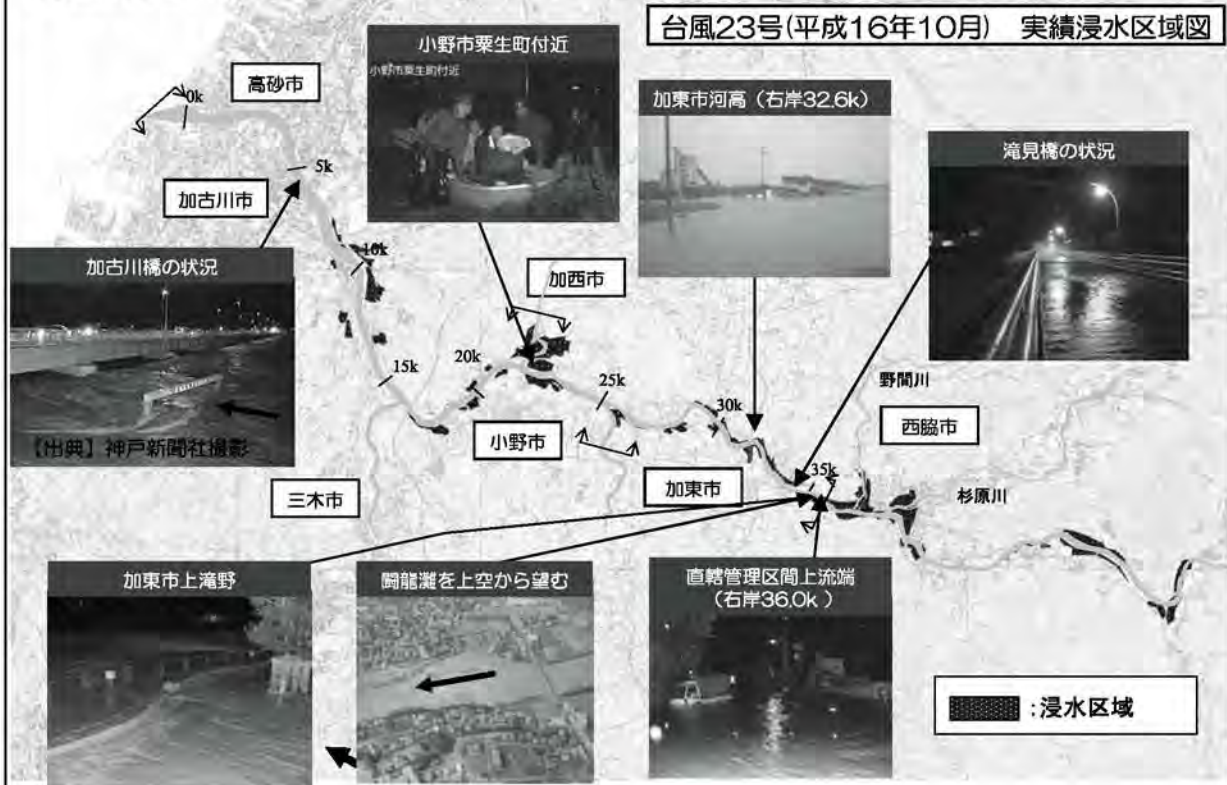 台風23号(平成16年10月) 実績浸水区域図
小野市粟生町付近
小野市粟生町付近
加東市河高（右岸32.6k）
滝見橋の状況
高砂市
0k
5k
加古川市
加古川橋の状況
【出典】神戸新聞社撮影
10k
加西市
15k
20k
25k
30k
35k
野間川
西脇市
小野市
加東市
三木市
杉原川
加東市上滝野
闘龍灘を上空から望む
直轄管理区間上流端
（右岸36.0k）
：浸水区域